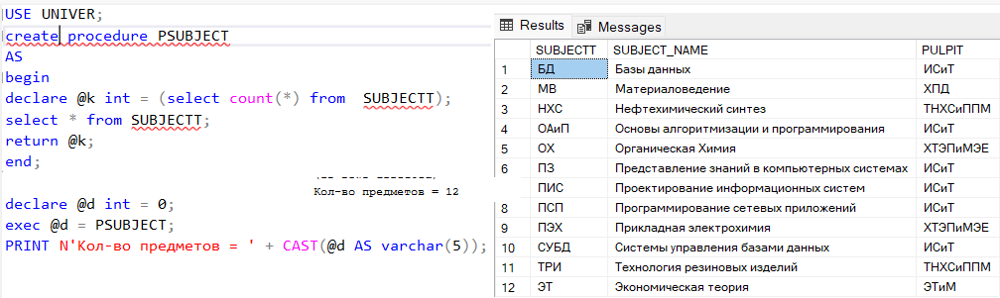 USE UNIVER;
create procedure PSUBJECT
AS
begin
declare @k int = (select count(*) from  SUBJECTT);
select * from SUBJECTT;
return @k;
end;
Кол-во предметов = 12
declare @d int = 0;
exec @d = PSUBJECT;
PRINT N'Кол-во предметов = ' + CAST(@d AS varchar(5));
Results Messages
SUBJECTT SUBJECT_NAME PULPIT
1 БД Базы данных ИСиТ
2 МВ Материаловедение ХПД
3 НХС Нефтехимический синтез ТНХСиППМ
4 ОАиП Основы алгоритмизации и программирования ИСиТ
5 ОХ Органическая Химия ХТЭПиМЭЕ
6 ПЗ Представление знаний в компьютерных системах ИСиТ
ПИС Проектирование информационных систем ИСиТ
8 ПСП Программирование сетевых приложений ИСиТ
9 ПЭХ Прикладная электрохимия ХТЭПиМЭЕ
10 СУБД Системы управления базами данных ИСиТ
11 ТРИ Технология резиновых изделий ТНХСиППМ
12 ЭТ Экономическая теория ЭТиМ